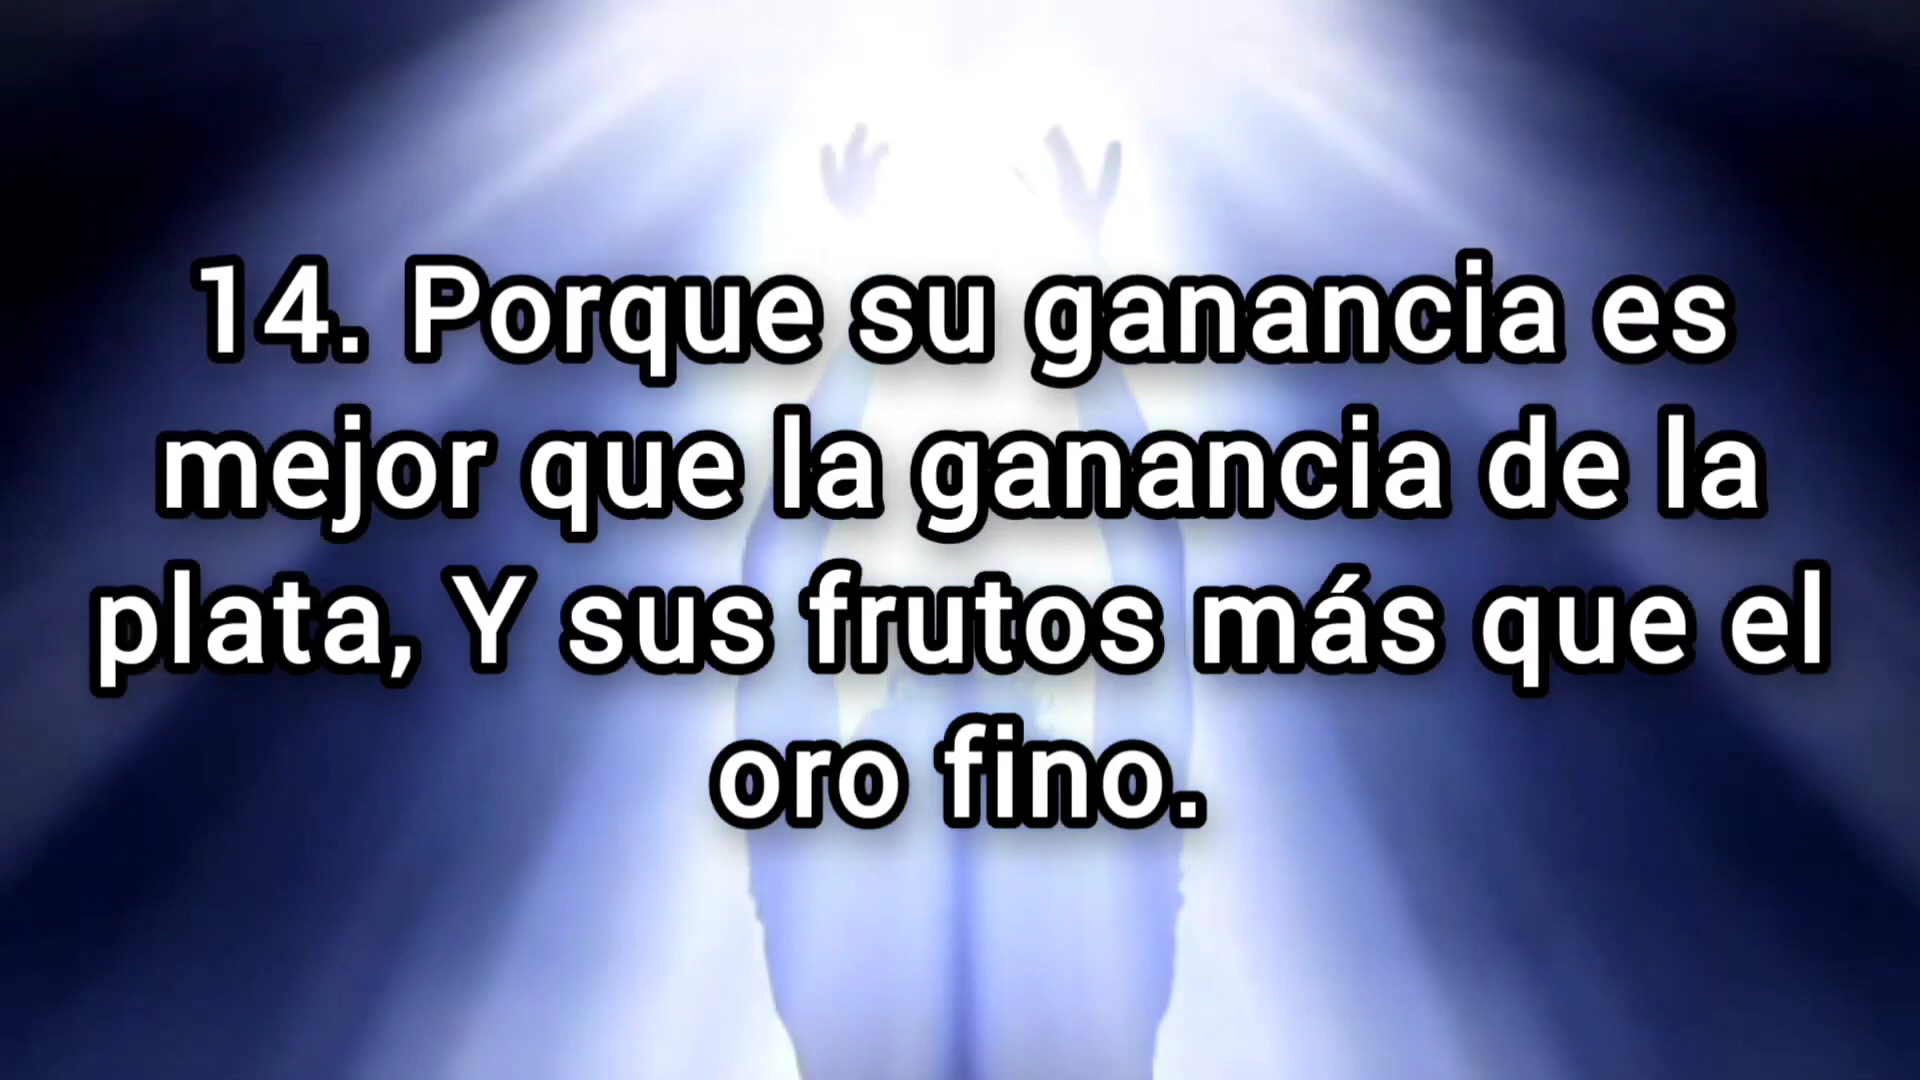 14. Porque su ganancia es
mejor que la ganancia de la
plata, Y sus frutos más que el
oro fino.